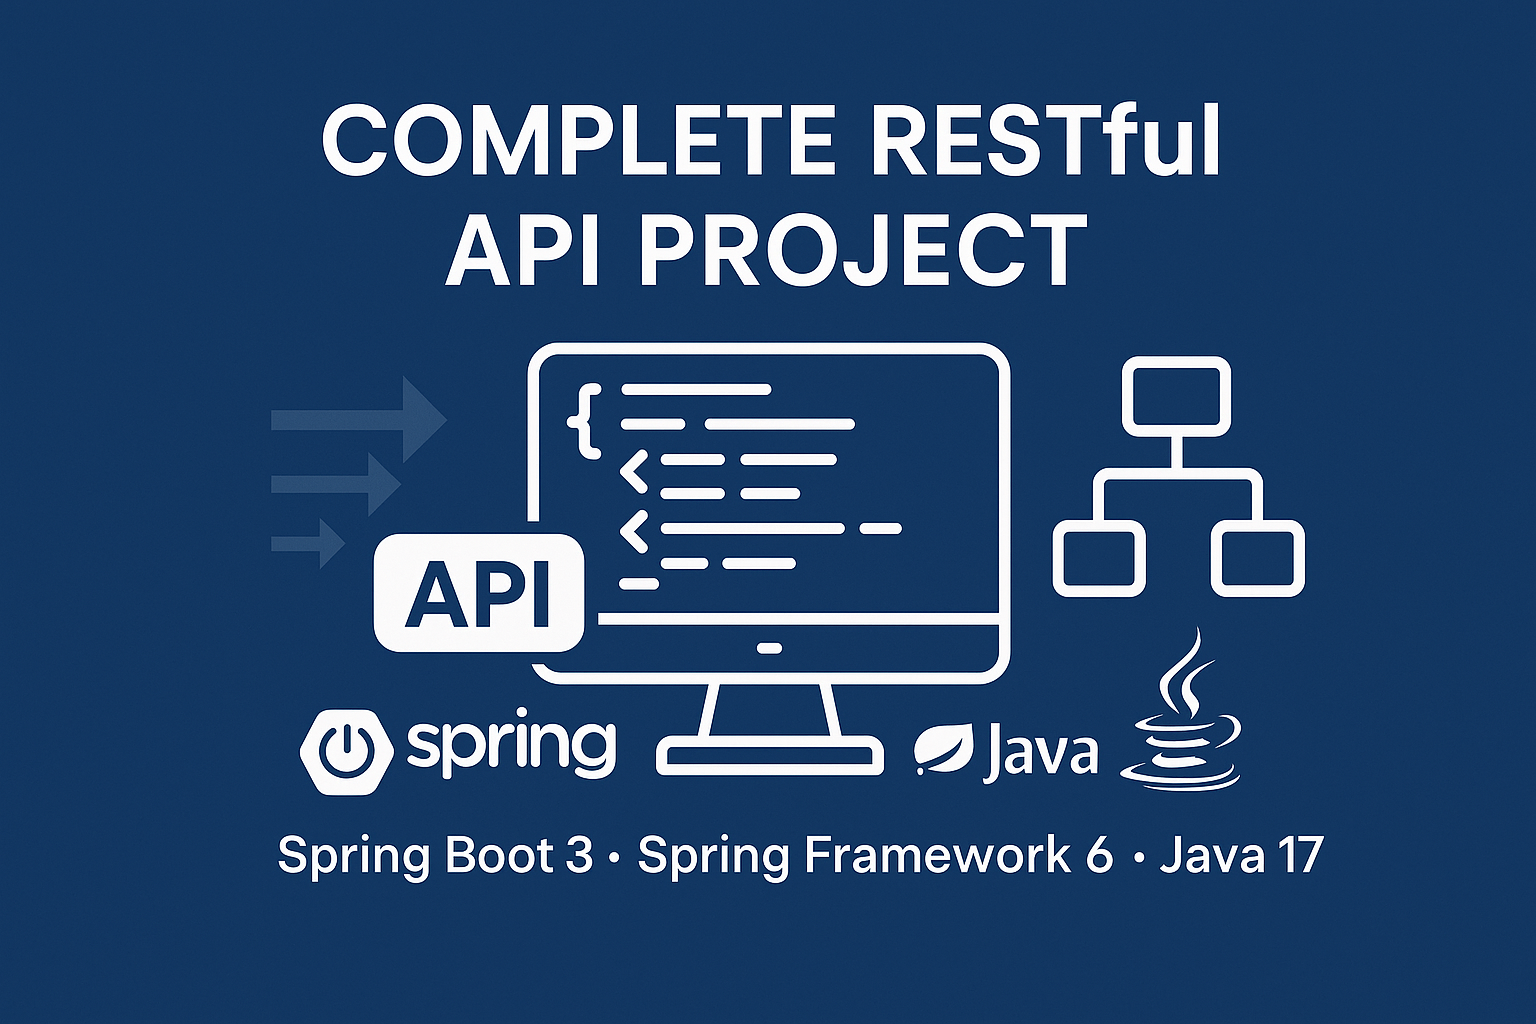 COMPLETE RESTful
API PROJECT
API
spring
Java
Spring Boot 3 • Spring Framework 6 • Java 17